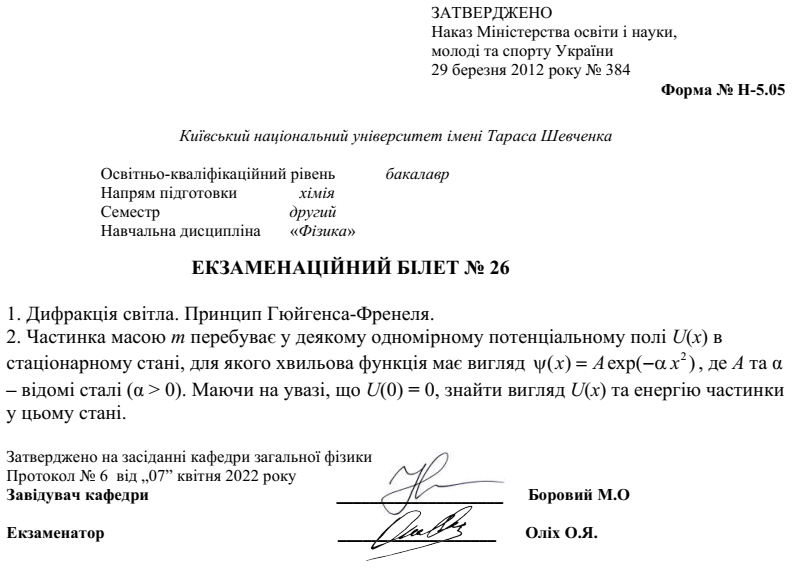 ЗАТВЕРДЖЕНО
Наказ Міністерства освіти і науки,
молоді та спорту України
29 березня 2012 року № 384
Форма № Н-5.05
Київський національний університет імені Тараса Шевченка
Освітньо-кваліфікаційний рівень бакалавр
Напрям підготовки хімія
Семестр другий
Навчальна дисципліна «Фізика»
ЕКЗАМЕНАЦІЙНИЙ БІЛЕТ № 26
1. Дифракція світла. Принцип Гюйгенса-Френеля.
2. Частинка масою m перебуває у деякому одномірному потенціальному полі U(x) в
стаціонарному стані, для якого хвильова функція має вигляд ψ(x) = A exp(−α x²), де A та α
– відомі сталі (α > 0). Маючи на увазі, що U(0) = 0, знайти вигляд U(x) та енергію частинки
у цьому стані.
Затверджено на засіданні кафедри загальної фізики
Протокол № 6 від „07” квітня 2022 року
Завідувач кафедри ____________________ Боровий М.О
Екзаменатор ____________________ Оліх О.Я.